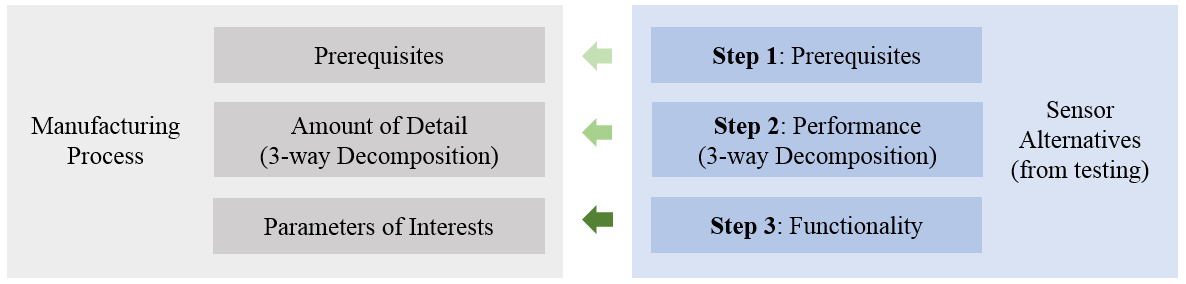 Manufacturing
Process
Prerequisites
Amount of Detail
(3-way Decomposition)
Parameters of Interests
Step 1: Prerequisites
Step 2: Performance
(3-way Decomposition)
Step 3: Functionality
Sensor
Alternatives
(from testing)